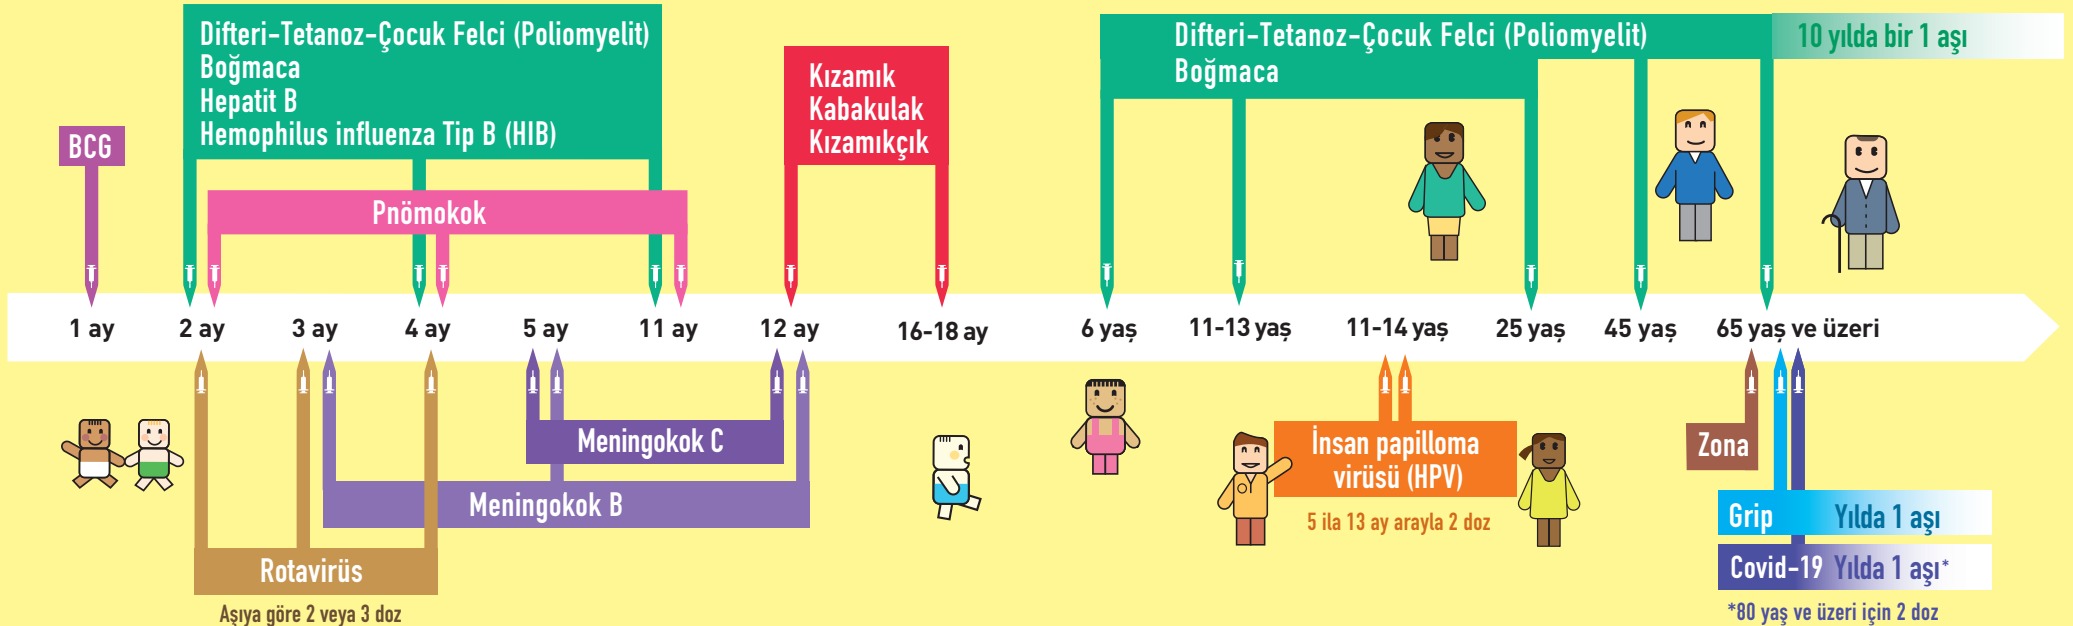 BCG
Difteri-Tetanoz-Çocuk Felci (Poliomyelit)
Boğmaca
Hepatit B
Hemophilus influenza Tip B (HIB)
Pnömokok
Kızamık
Kabakulak
Kızamıkçık
Difteri-Tetanoz-Çocuk Felci (Poliomyelit)
Boğmaca
10 yılda bir 1 aşı
1 ay
2 ay
3 ay
4 ay
5 ay
11 ay
12 ay
16-18 ay
6 yaş
11-13 yaş
11-14 yaş
25 yaş
45 yaş
65 yaş ve üzeri
Meningokok C
Meningokok B
Rotavirüs
Aşıya göre 2 veya 3 doz
İnsan papilloma
virüsü (HPV)
5 ila 13 ay arayla 2 doz
Zona
Grip Yılda 1 aşı
Covid-19 Yılda 1 aşı*
*80 yaş ve üzeri için 2 doz